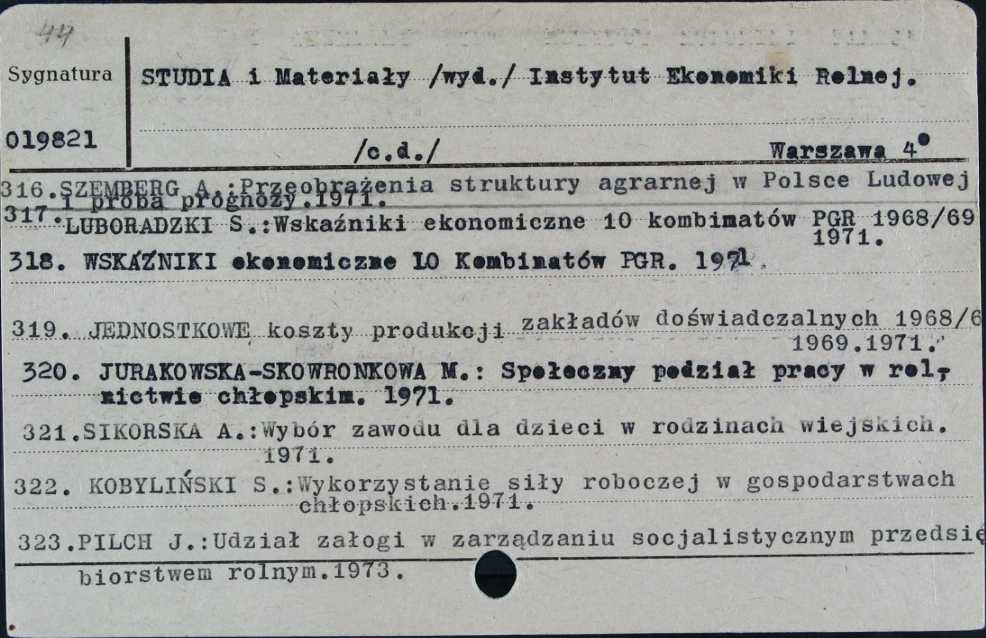 44
Sygnatura
STUDIA i Materiały /wyd./ Instytut Ekonomiki Rolnej.
019821
/c.d./ Warszawa 4°
316.SZEMBERG A.:Przeobrażenia struktury agrarnej w Polsce Ludowej
i próba prognozy.1971.
317.LUBORADZKI S.:Wskaźniki ekonomiczne 10 kombinatów PGR 1968/69
1971.
318. WSKAŹNIKI ekonomiczne 10 Kombinatów PGR. 1971.
319. JEDNOSTKOWE koszty produkcji zakładów doświadczalnych 1968/6
1969.1971.
320. JURAKOWSKA-SKOWRONKOWA M.: Społeczny podział pracy w rol-
nictwie chłopskim. 1971.
321.SIKORSKA A.:Wybór zawodu dla dzieci w rodzinach wiejskich.
1971.
322. KOBYLIŃSKI S.:Wykorzystanie siły roboczej w gospodarstwach
chłopskich.1971.
323.PILCH J.:Udział załogi w zarządzaniu socjalistycznym przedsię
biorstwem rolnym.1973.